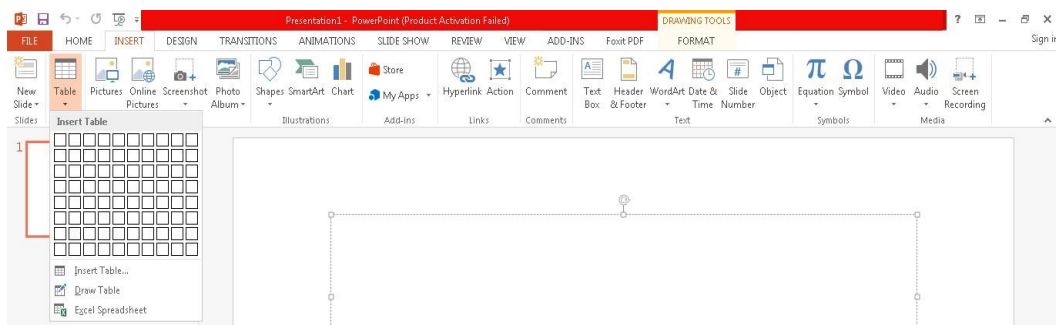 Presentation1 - PowerPoint (Product Activation Failed)
DRAWING TOOLS
?
FILE HOME INSERT DESIGN TRANSITIONS ANIMATIONS SLIDE SHOW REVIEW VIEW ADD-INS Foxit PDF FORMAT Sign in
Store
My Apps
New Table Pictures Online Screenshot Photo Shapes SmartArt Chart Hyperlink Action Comment Text Header WordArt Date & Slide Object Equation Symbol Video Audio Screen
Slide Pictures Album Box & Footer Time Number Recording
Slides Illustrations Add-ins Links Comments Text Symbols Media
Insert Table
1
Insert Table...
Draw Table
Excel Spreadsheet